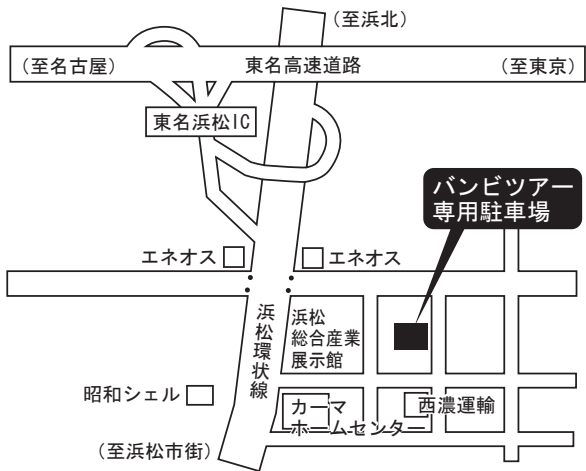 (至浜北)
(至名古屋)
東名高速道路
(至東京)
東名浜松IC
バンビツアー
専用駐車場
エネオス
エネオス
浜松環状線
浜松
総合産業
展示館
昭和シェル
カーマ
ホームセンター
西濃運輸
(至浜松市街)